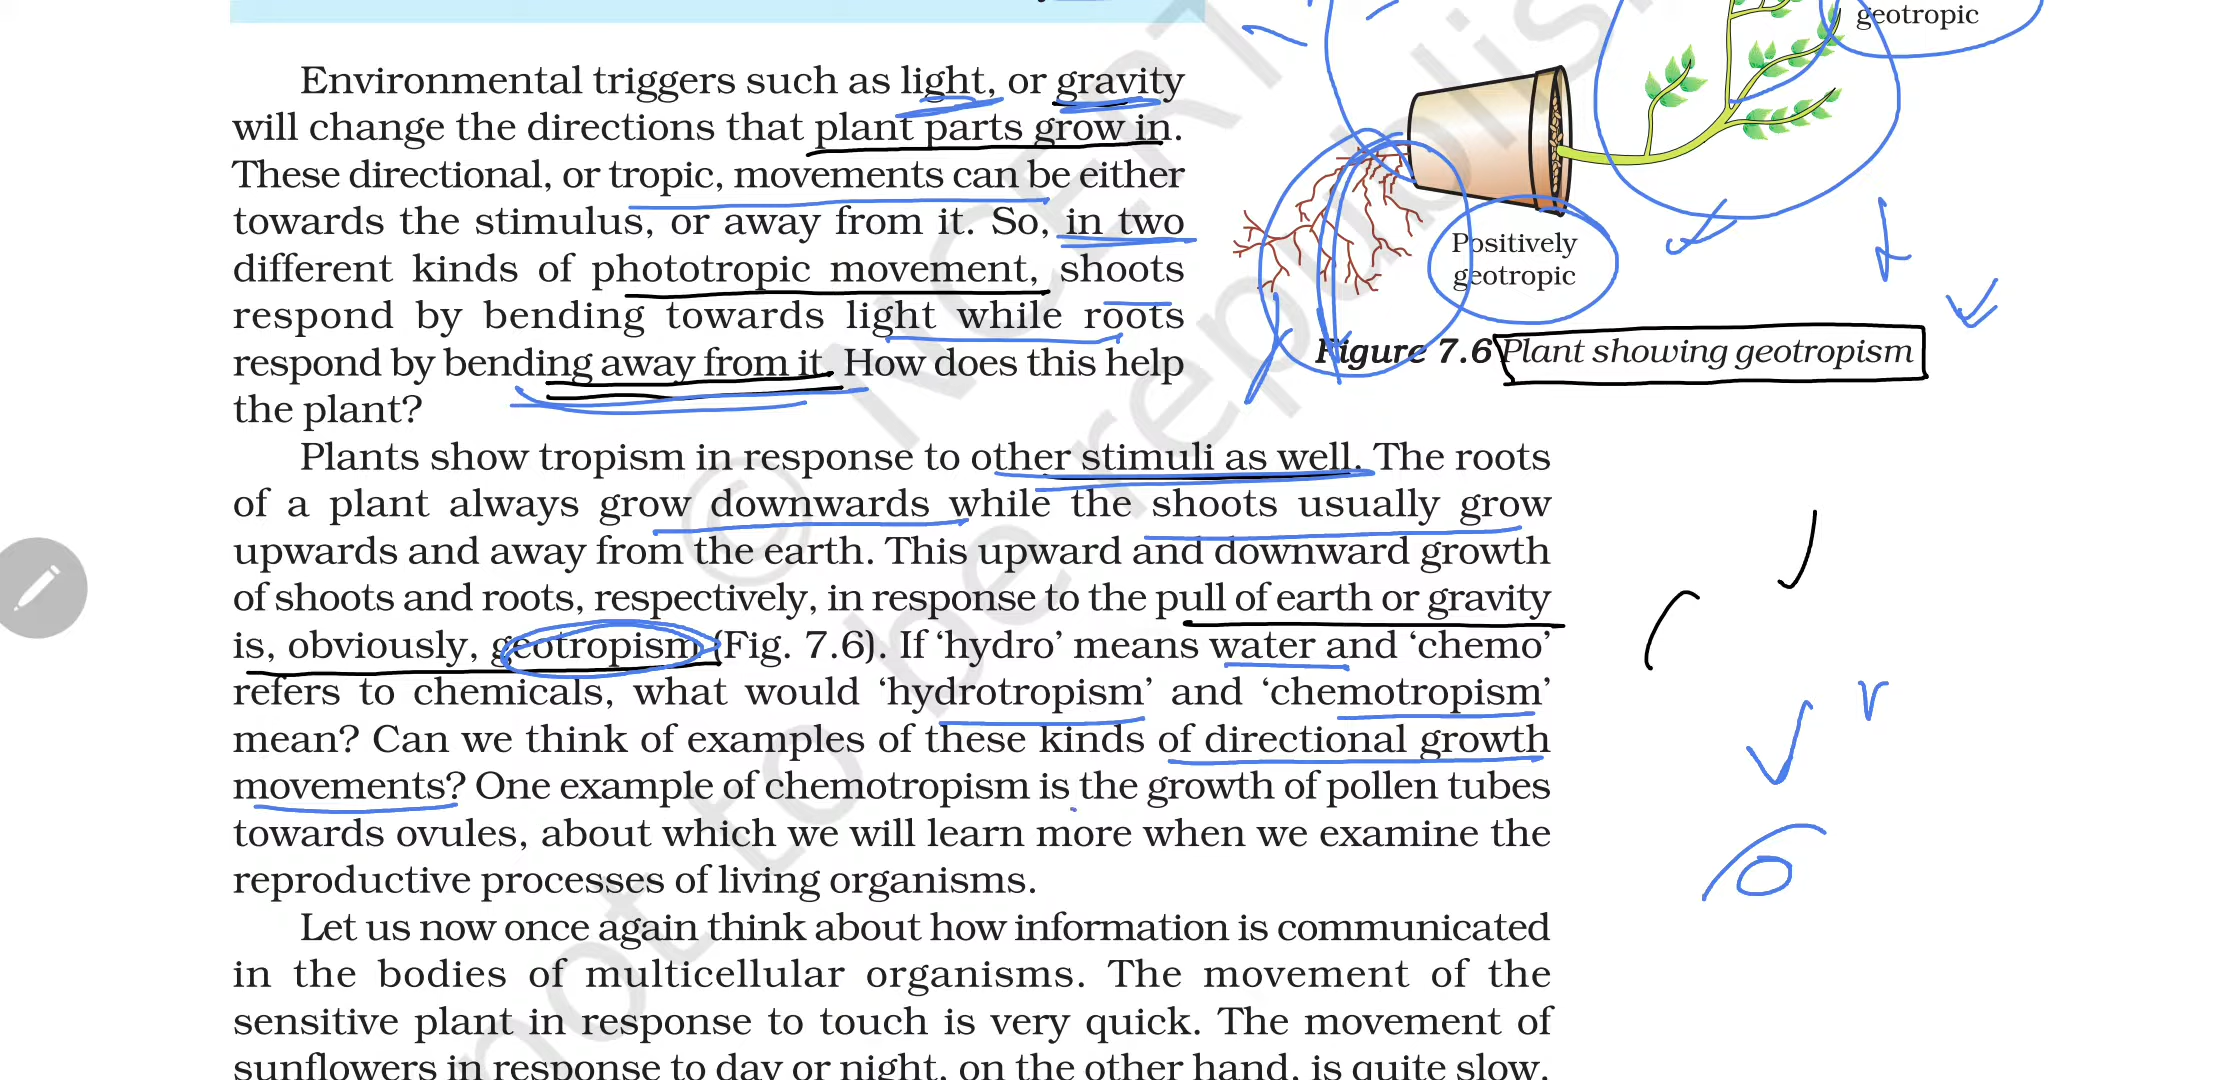 geotropic
Environmental triggers such as light, or gravity
will change the directions that plant parts grow in.
These directional, or tropic, movements can be either
towards the stimulus, or away from it. So, in two
different kinds of phototropic movement, shoots
respond by bending towards light while roots
respond by bending away from it. How does this help
the plant?
Positively
geotropic
Figure 7.6 Plant showing geotropism
Plants show tropism in response to other stimuli as well. The roots
of a plant always grow downwards while the shoots usually grow
upwards and away from the earth. This upward and downward growth
of shoots and roots, respectively, in response to the pull of earth or gravity
is, obviously, geotropism (Fig. 7.6). If ‘hydro’ means water and ‘chemo’
refers to chemicals, what would ‘hydrotropism’ and ‘chemotropism’
mean? Can we think of examples of these kinds of directional growth
movements? One example of chemotropism is the growth of pollen tubes
towards ovules, about which we will learn more when we examine the
reproductive processes of living organisms.
Let us now once again think about how information is communicated
in the bodies of multicellular organisms. The movement of the
sensitive plant in response to touch is very quick. The movement of
sunflowers in response to day or night, on the other hand, is quite slow.
© NCERT
not to be republis